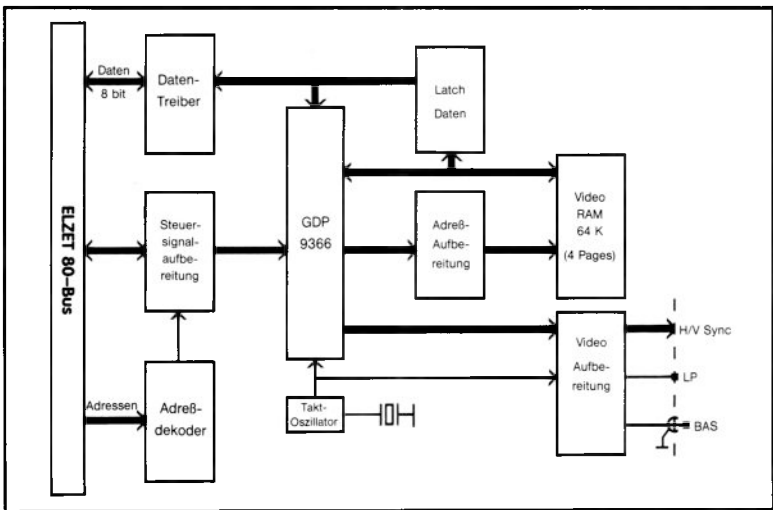 ELZET 80–Bus
Daten
8 bit
Daten-
Treiber
Latch
Daten
Steuer-
signal-
aufbe-
reitung
GDP
9366
Adreß-
Aufbe-
reitung
Video
RAM
64 K
(4 Pages)
Adressen
Adreß-
dekoder
Takt-
Oszillator
Video
Aufbe-
reitung
H/V Sync
LP
BAS